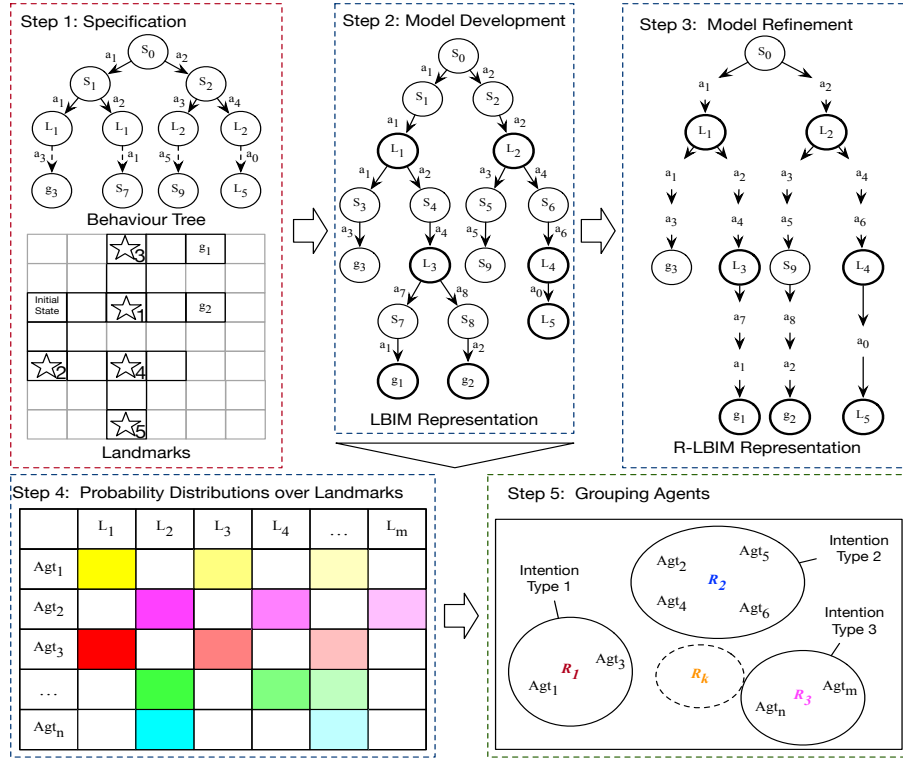 Step 1: Specification
S0
a1 a2
S1 S2
a1 a2 a3 a4
L1 L1 L2 L2
a3 a1 a5 a0
g3 S7 S9 L5
Behaviour Tree
3 g1
Initial
State
1 g2
2 4
5
Landmarks
Step 2: Model Development
S0
a1 a2
S1 S2
a1 a2
L1 L2
a1 a2 a3 a4
S3 S4 S5 S6
a3 a4 a5 a6
g3 L3 S9 L4
a7 a8 a0
S7 S8 L5
a1 a2
g1 g2
LBIM Representation
Step 3: Model Refinement
S0
a1 a2
L1 L2
a1 a2 a3 a4
a3 a4 a5 a6
g3 L3 S9 L4
a7 a8 a0
a1 a2
g1 g2 L5
R-LBIM Representation
Step 4: Probability Distributions over Landmarks
L1 L2 L3 L4 ... Lm
Agt1
Agt2
Agt3
...
Agtn
Step 5: Grouping Agents
Intention
Type 1
Agt3
R1
Agt1
Intention
Type 2
Agt2 Agt5
R2
Agt4 Agt6
Rk
Intention
Type 3
Agtm
R3
Agtn